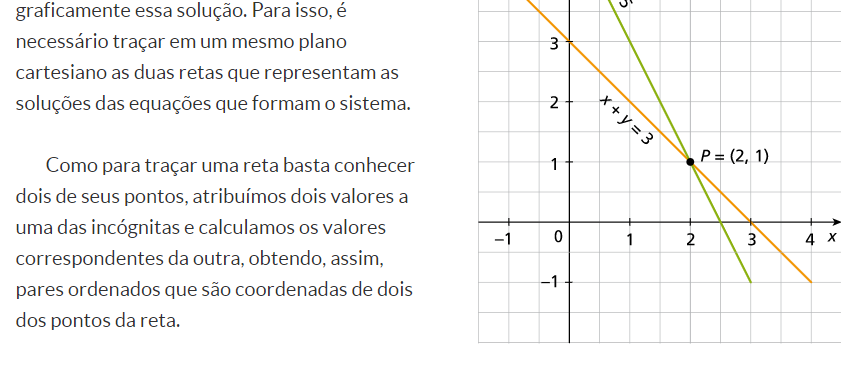 graficamente essa solução. Para isso, é
necessário traçar em um mesmo plano
cartesiano as duas retas que representam as
soluções das equações que formam o sistema.
Como para traçar uma reta basta conhecer
dois de seus pontos, atribuímos dois valores a
uma das incógnitas e calculamos os valores
correspondentes da outra, obtendo, assim,
pares ordenados que são coordenadas de dois
dos pontos da reta.
3
2
x + y = 3
P = (2, 1)
1
–1 0 1 2 3 4 x
–1